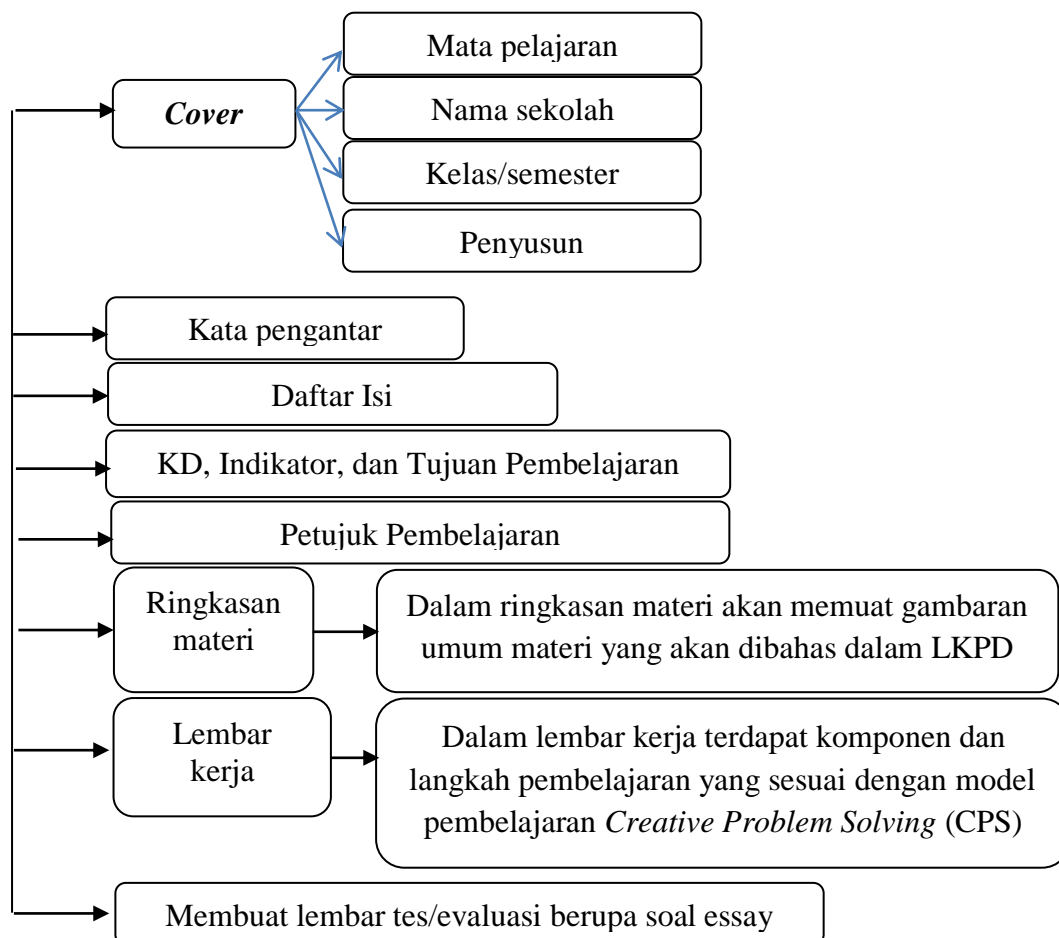 Mata pelajaran
Cover
Nama sekolah
Kelas/semester
Penyusun
Kata pengantar
Daftar Isi
KD, Indikator, dan Tujuan Pembelajaran
Petujuk Pembelajaran
Ringkasan
materi
Dalam ringkasan materi akan memuat gambaran
umum materi yang akan dibahas dalam LKPD
Lembar
kerja
Dalam lembar kerja terdapat komponen dan
langkah pembelajaran yang sesuai dengan model
pembelajaran Creative Problem Solving (CPS)
Membuat lembar tes/evaluasi berupa soal essay